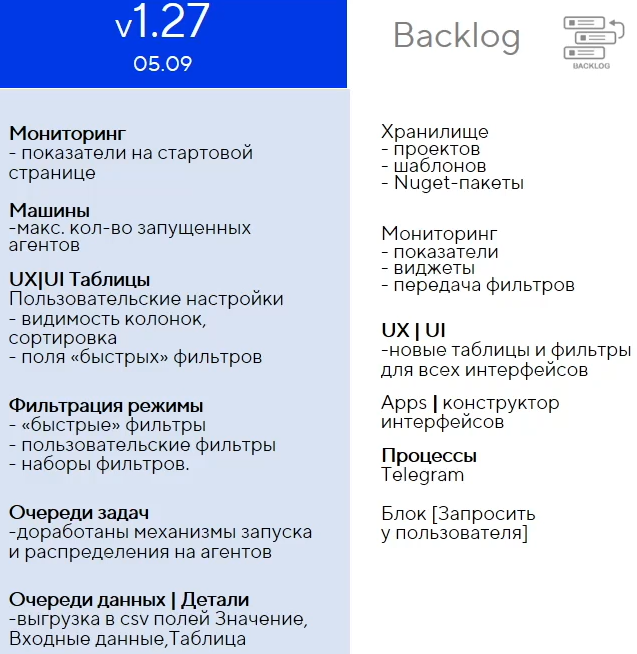 v1.27
05.09
Мониторинг
- показатели на стартовой
странице
Машины
-макс. кол-во запущенных
агентов
UX|UI Таблицы
Пользовательские настройки
- видимость колонок,
сортировка
- поля «быстрых» фильтров
Фильтрация режимы
- «быстрые» фильтры
- пользовательские фильтры
- наборы фильтров.
Очереди задач
-доработаны механизмы запуска
и распределения на агентов
Очереди данных | Детали
-выгрузка в csv полей Значение,
Входные данные,Таблица
Backlog
BACKLOG
Хранилище
- проектов
- шаблонов
- Nuget-пакеты
Мониторинг
- показатели
- виджеты
- передача фильтров
UX | UI
-новые таблицы и фильтры
для всех интерфейсов
Apps | конструктор
интерфейсов
Процессы
Telegram
Блок [Запросить
у пользователя]